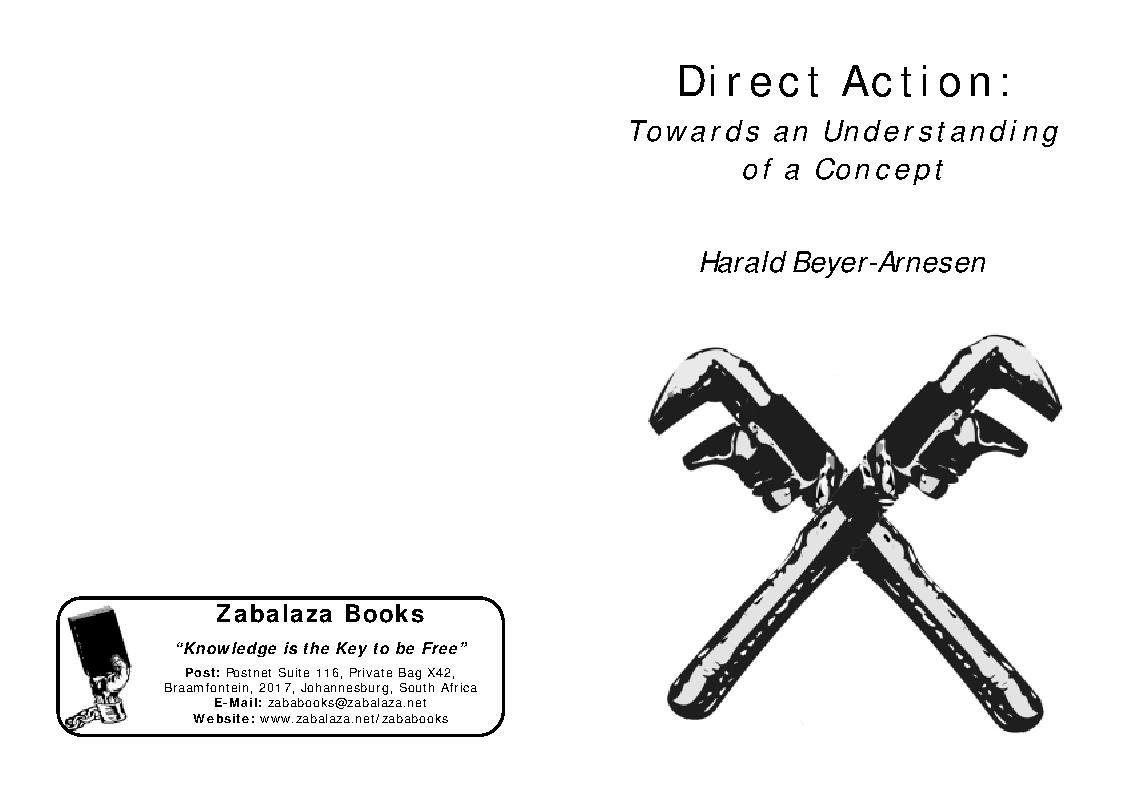 Direct Action:
Towards an Understanding
of a Concept
Harald Beyer-Arnesen
Zabalaza Books
“Knowledge is the Key to be Free”
Post: Postnet Suite 116, Private Bag X42,
Braamfontein, 2017, Johannesburg, South Africa
E-Mail: zababooks@zabalaza.net
Website: www.zabalaza.net/zababooks